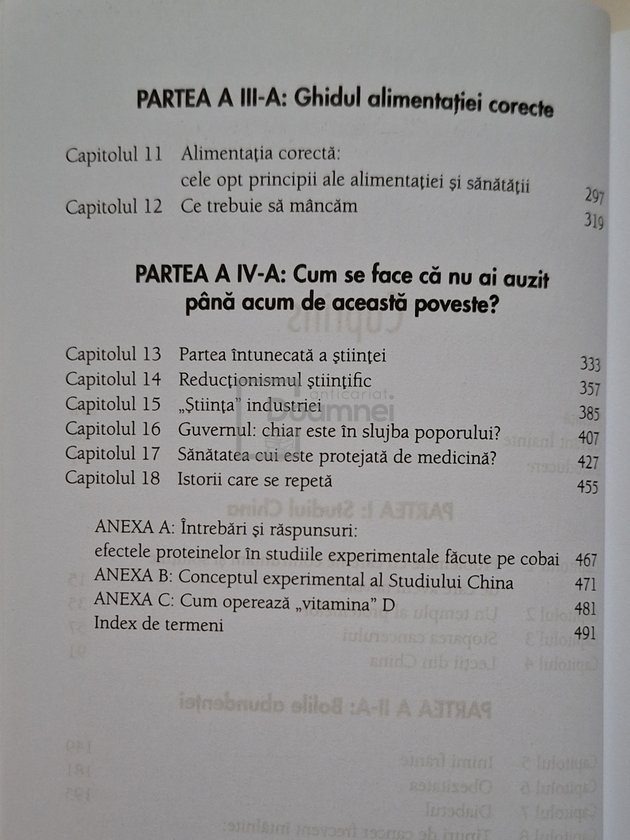 PARTEA A III-A: Ghidul alimentației corecte
Capitolul 11 Alimentația corectă:
cele opt principii ale alimentației și sănătății 297
Capitolul 12 Ce trebuie să mâncăm 319
PARTEA A IV-A: Cum se face că nu ai auzit
până acum de această poveste?
Capitolul 13 Partea întunecată a științei 333
Capitolul 14 Reducționismul științific 357
Capitolul 15 „Știința” industriei 385
Capitolul 16 Guvernul: chiar este în slujba poporului? 407
Capitolul 17 Sănătatea cui este protejată de medicină? 427
Capitolul 18 Istorii care se repetă 455
ANEXA A: Întrebări și răspunsuri:
efectele proteinelor în studiile experimentale făcute pe cobai 467
ANEXA B: Conceptul experimental al Studiului China 471
ANEXA C: Cum operează „vitamina” D 481
Index de termeni 491
anticariat
Doamnei